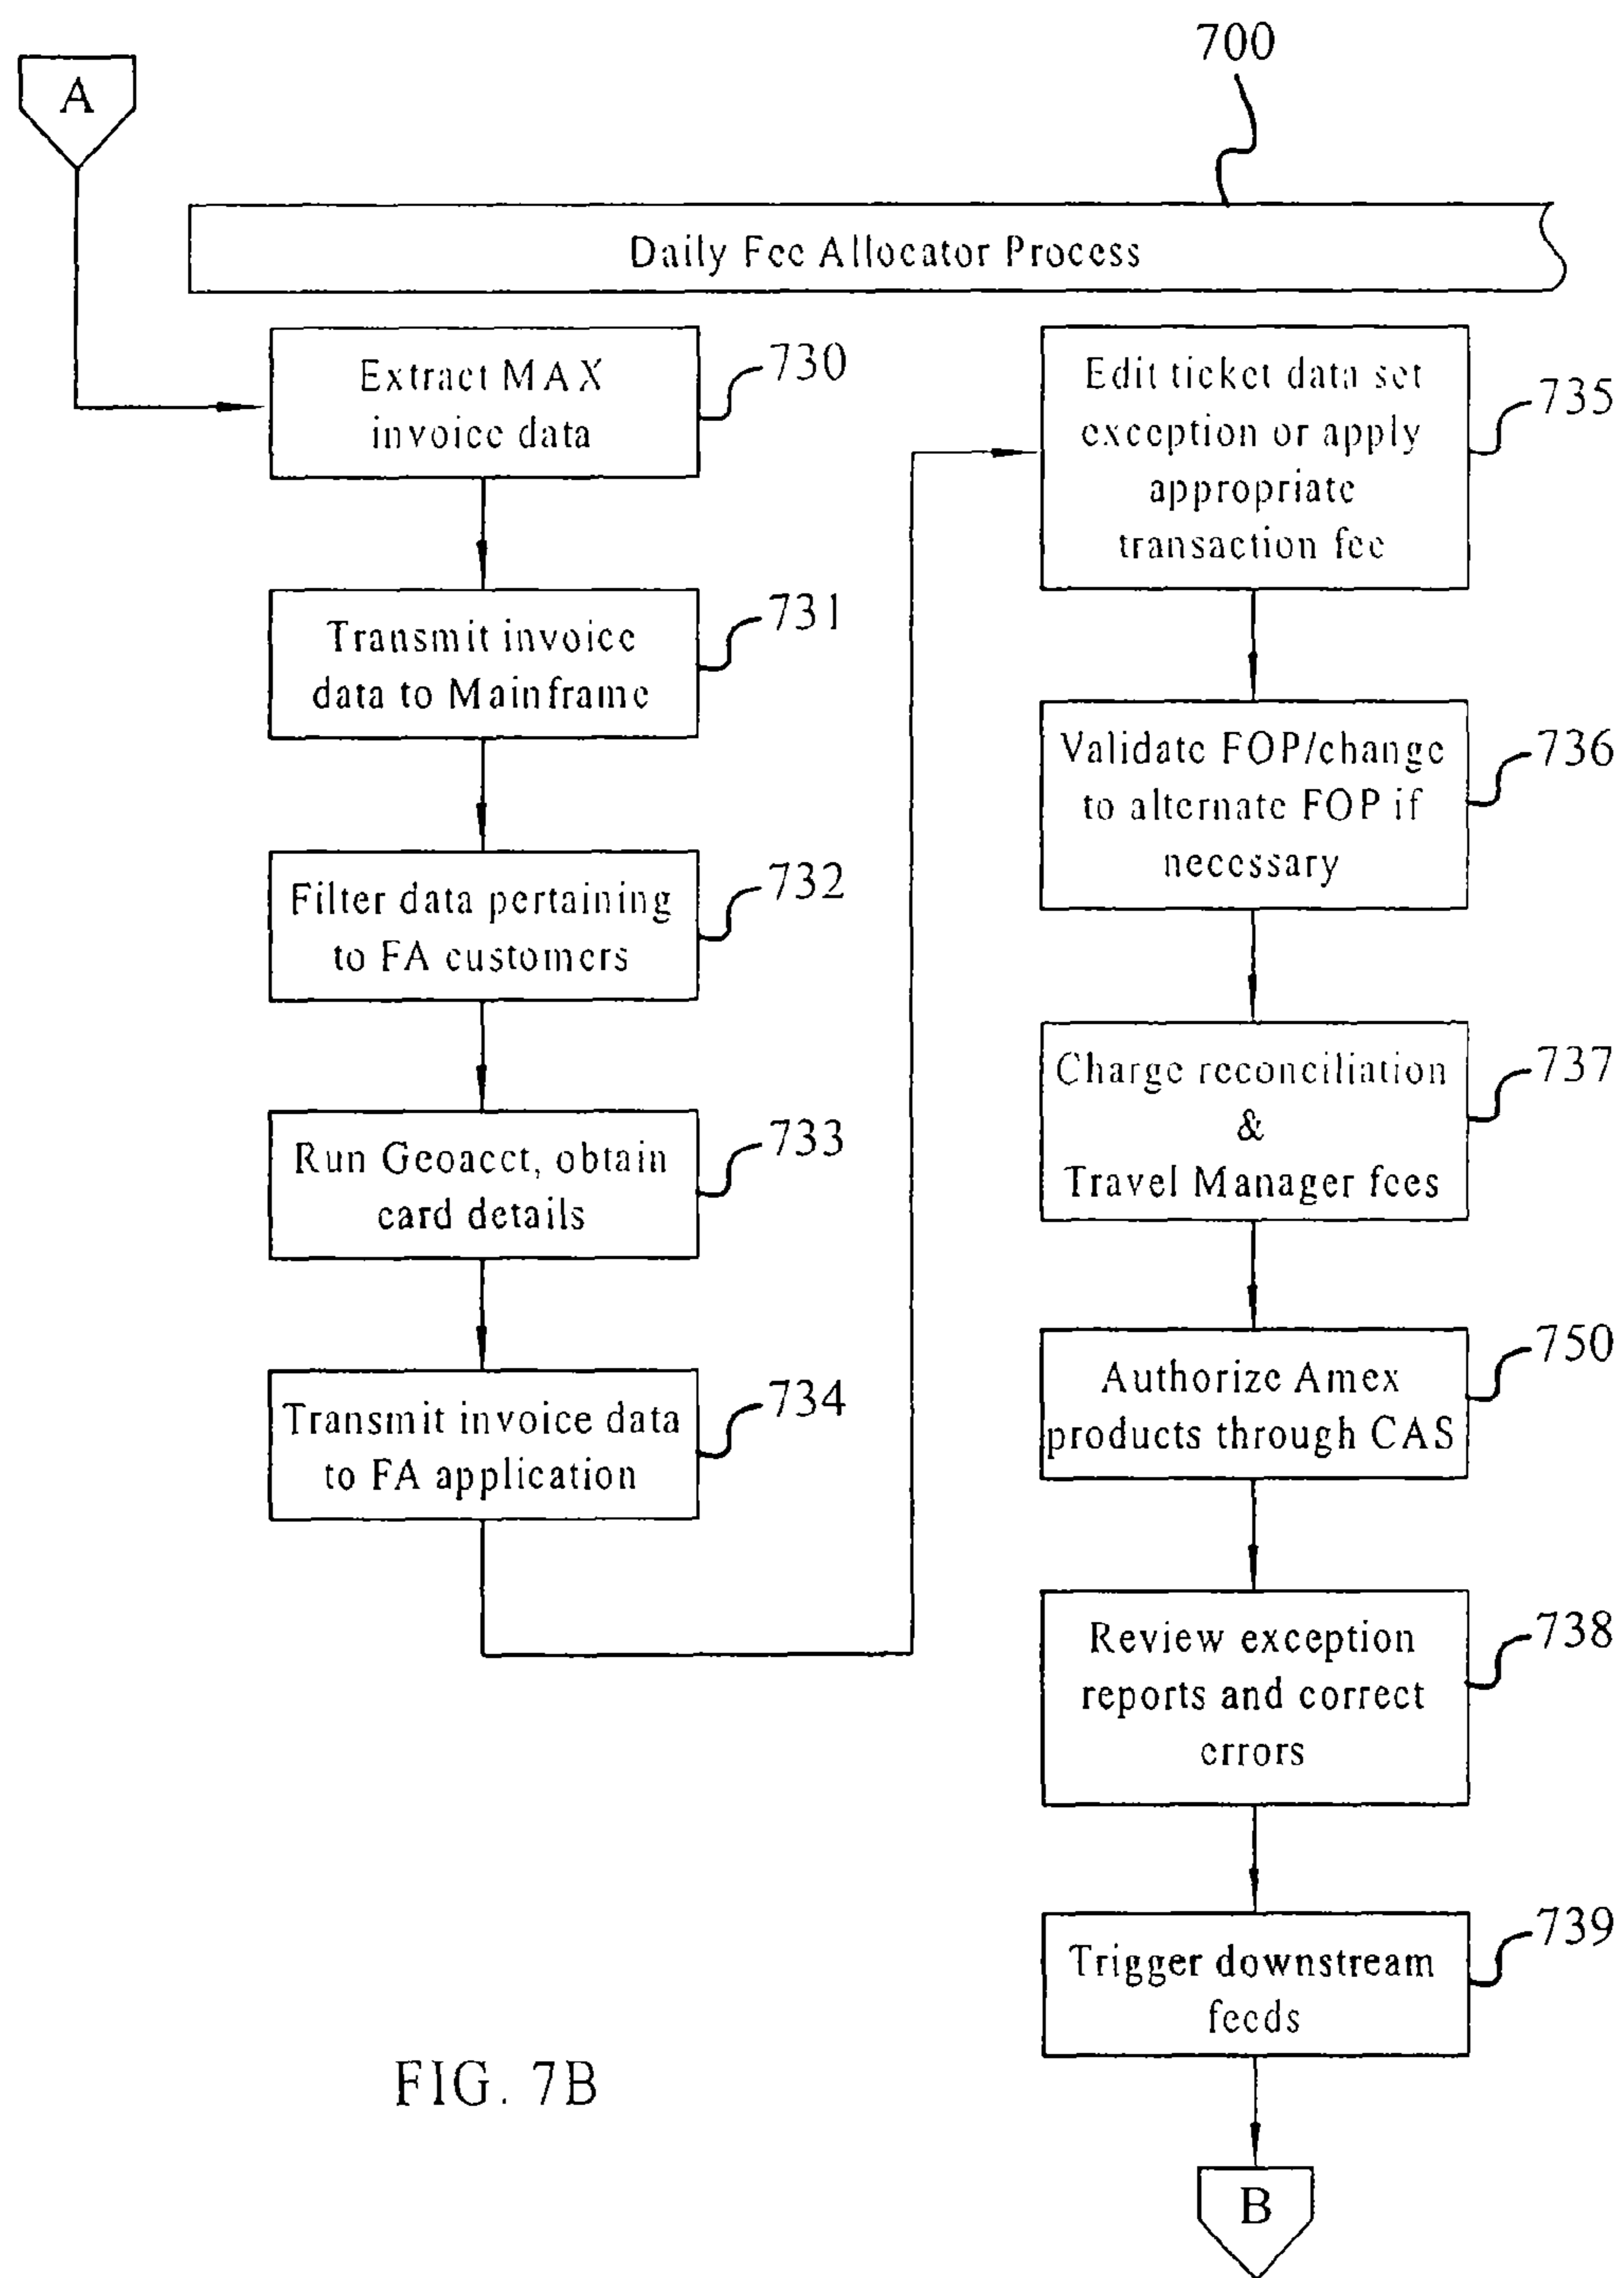 700
A
Daily Fee Allocator Process
Extract MAX
invoice data
730
Transmit invoice
data to Mainframe
731
Filter data pertaining
to FA customers
732
Run Geoacct, obtain
card details
733
Transmit invoice data
to FA application
734
Edit ticket data set
exception or apply
appropriate
transaction fee
735
Validate FOP/change
to alternate FOP if
necessary
736
Charge reconciliation
&
Travel Manager fees
737
Authorize Amex
products through CAS
750
Review exception
reports and correct
errors
738
Trigger downstream
feeds
739
B
FIG. 7B